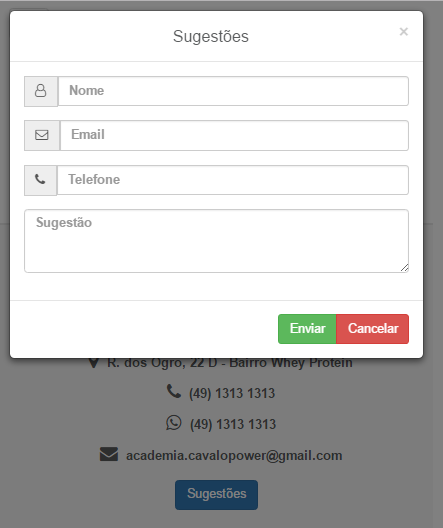 Sugestões
×
Nome
Email
Telefone
Sugestão
Enviar Cancelar
R. dos Ogro, 22 D - Bairro Whey Protein
(49) 1313 1313
(49) 1313 1313
academia.cavalopower@gmail.com
Sugestões